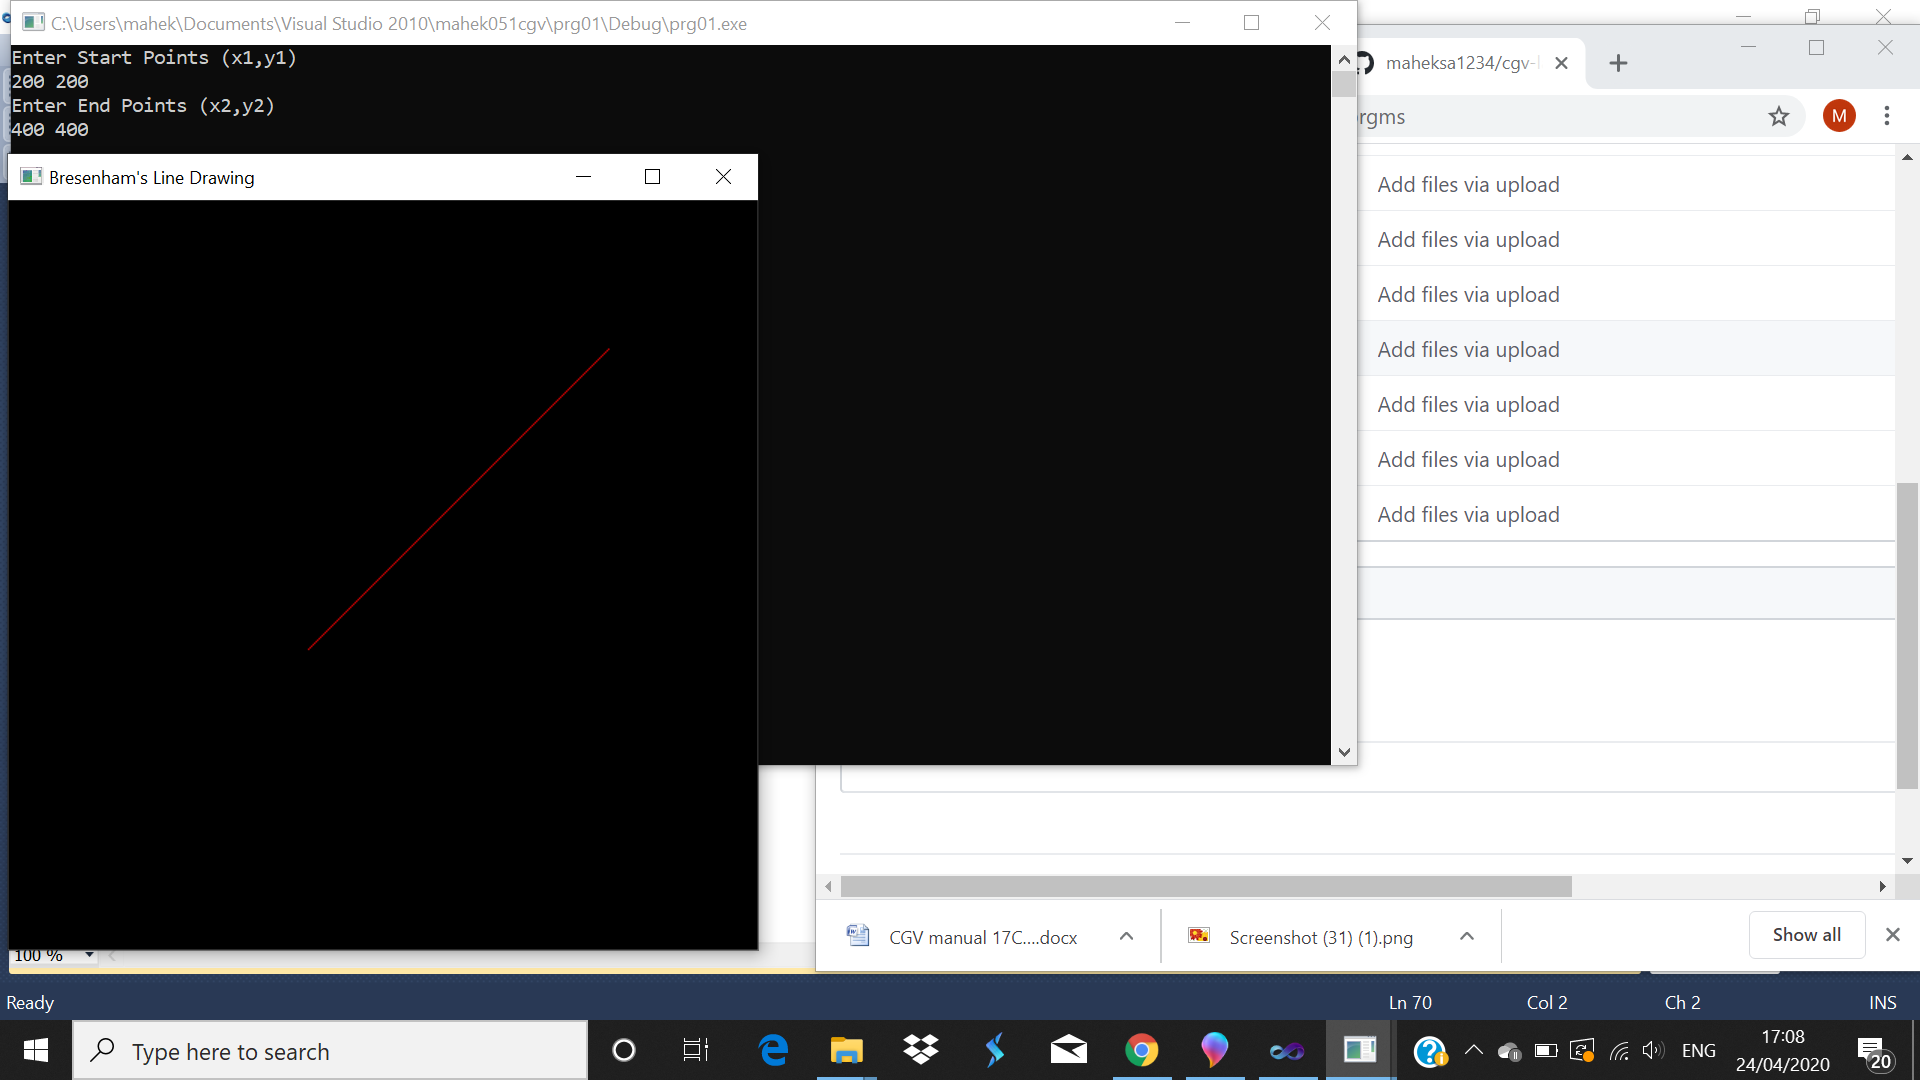 C:\Users\mahek\Documents\Visual Studio 2010\mahek051cgv\prg01\Debug\prg01.exe
Enter Start Points (x1,y1)
200 200
Enter End Points (x2,y2)
400 400
Bresenham's Line Drawing
maheksa1234/cgv-
rgms
M
Add files via upload
Add files via upload
Add files via upload
Add files via upload
Add files via upload
Add files via upload
Add files via upload
CGV manual 17C....docx
Screenshot (31) (1).png
Show all
100 %
Ready
Ln 70
Col 2
Ch 2
INS
Type here to search
ENG
17:08
24/04/2020
20